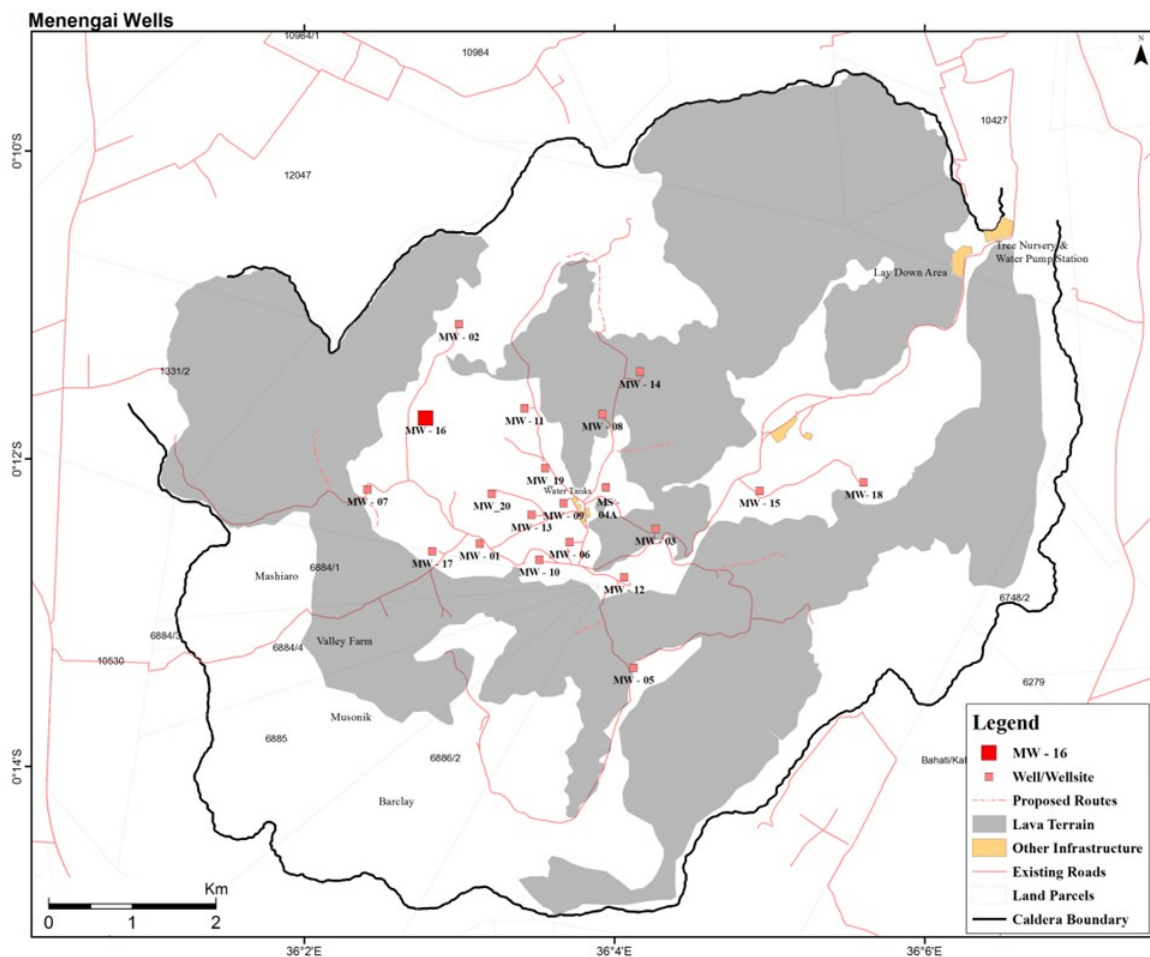 Menengai Wells
10984/1
10984
N
10427
0°10'S
12047
Tree Nursery &
Water Pump Station
Lay Down Area
MW - 02
1331/2
MW - 14
MW - 11
MW - 08
MW - 16
0°12'S
MW_19
Water Tanks
MW - 07
MW_20
MW - 09
MS
04A
MW - 15
MW- 18
MW - 13
MW - 03
MW - 01
MW - 06
MW - 17
MW - 10
6884/1
Mashiaro
MW - 12
6748/2
6884/3
6884/4
Valley Farm
10530
MW - 05
6279
Musonik
6885
6886/2
Bahati/Kal
0°14'S
Barclay
Legend
MW - 16
Well/Wellsite
Proposed Routes
Lava Terrain
Other Infrastructure
Existing Roads
Land Parcels
Caldera Boundary
Km
0 1 2
36°2'E
36°4'E
36°6'E